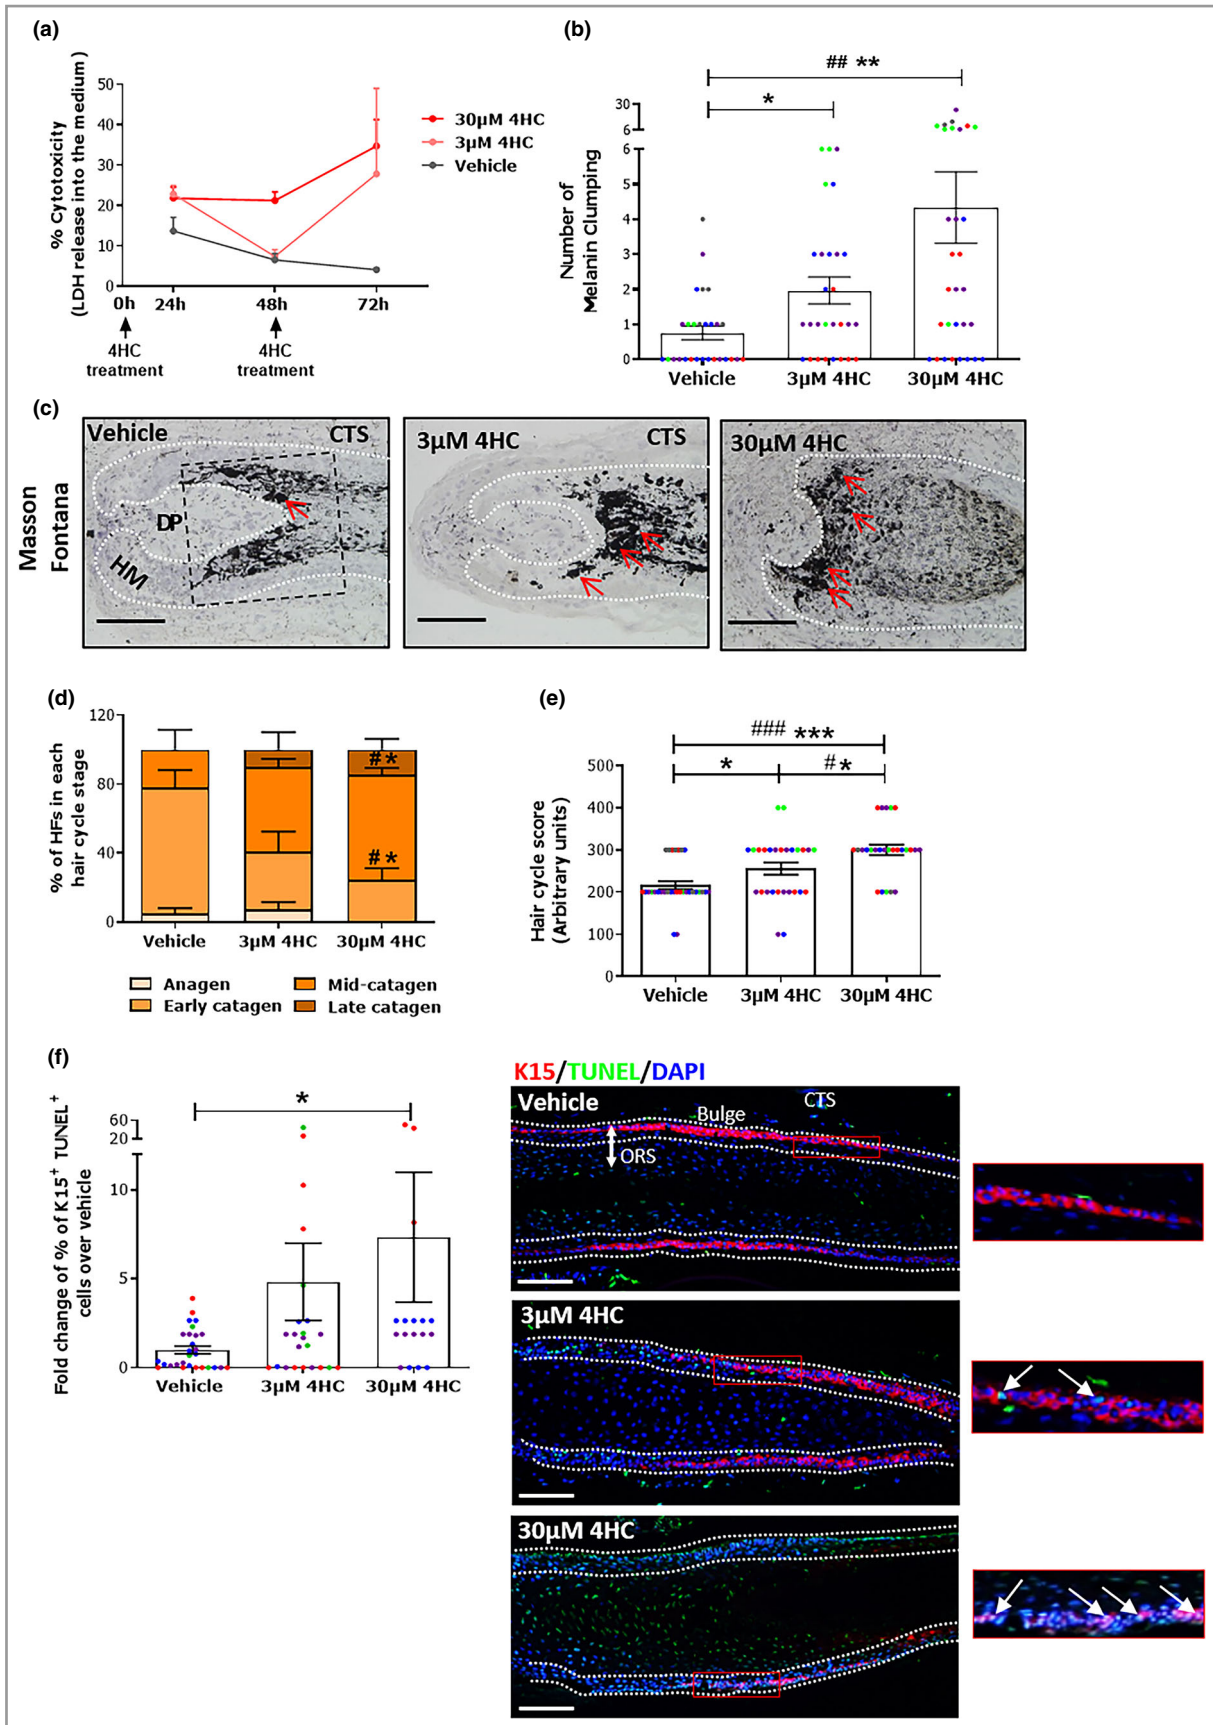 (a)
% Cytotoxicity
(LDH release into the medium)
50
40
30
20
10
0
0h
24h
48h
72h
4HC
treatment
4HC
treatment
30µM 4HC
3µM 4HC
Vehicle
(b)
## **
*
Number of
Melanin clumping
30
6
6
5
4
3
2
1
0
Vehicle
3µM 4HC
30µM 4HC
(c)
Masson
Fontana
Vehicle
CTS
DP
HM
3µM 4HC
CTS
30µM 4HC
(d)
% of HFs in each
hair cycle stage
120
80
40
0
#*
#*
Vehicle
3µM 4HC
30µM 4HC
Anagen
Mid-catagen
Early catagen
Late catagen
(e)
### ***
*
#*
Hair cycle score
(Arbitrary units)
500
400
300
200
100
0
Vehicle
3µM 4HC
30µM 4HC
(f)
*
Fold change of % of K15+ TUNEL+
cells over vehicle
60
20
10
5
0
Vehicle
3µM 4HC
30µM 4HC
K15/TUNEL/DAPI
Vehicle
Bulge
CTS
ORS
3µM 4HC
30µM 4HC